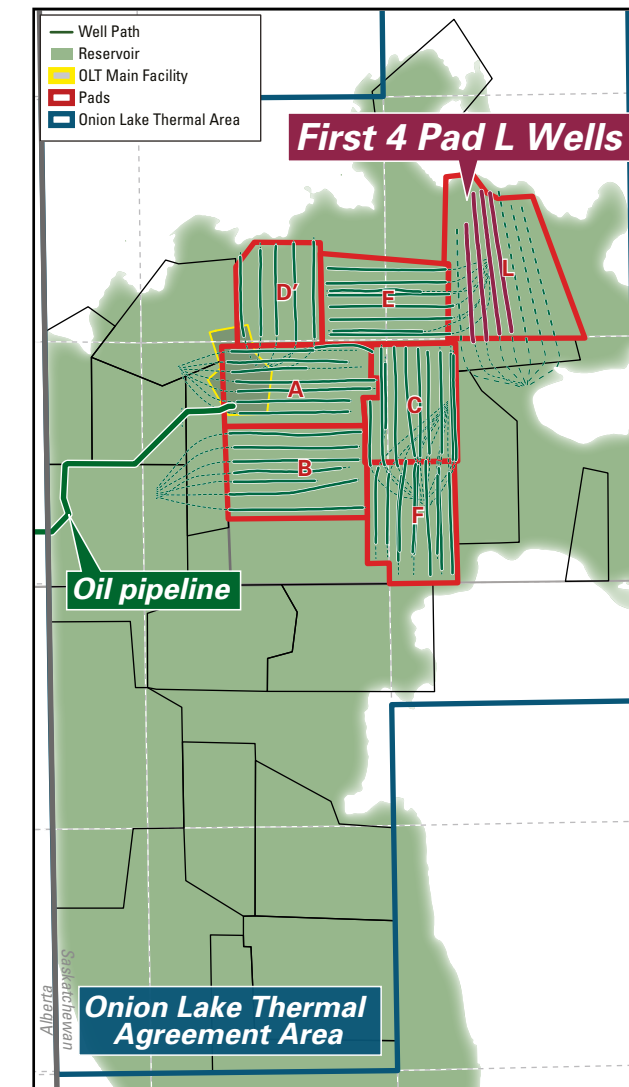 Well Path
Reservoir
OLT Main Facility
Pads
Onion Lake Thermal Area
First 4 Pad L Wells
L
D'
E
A
C
B
F
Oil pipeline
Alberta
Saskatchewan
Onion Lake Thermal
Agreement Area